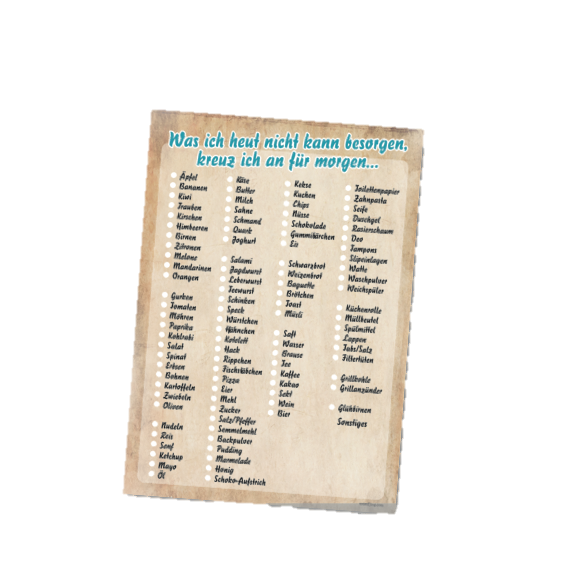 Was ich heut nicht kann besorgen,
kreuz ich an für morgen...
Äpfel
Bananen
Kiwi
Trauben
Kirschen
Himbeeren
Birnen
Zitronen
Melone
Mandarinen
Orangen
Gurken
Tomaten
Möhren
Paprika
Kohlrabi
Salat
Spinat
Erbsen
Bohnen
Kartoffeln
Zwiebeln
Oliven
Nudeln
Reis
Senf
Ketchup
Mayo
Öl
Käse
Butter
Milch
Sahne
Schmand
Quark
Joghurt
Salami
Jagdwurst
Leberwurst
Teewurst
Schinken
Speck
Würstchen
Hähnchen
Kotelett
Hack
Rippchen
Fischstäbchen
Pizza
Eier
Mehl
Zucker
Salz/Pfeffer
Semmelmehl
Backpulver
Pudding
Marmelade
Honig
Schoko-Aufstrich
Kekse
Kuchen
Chips
Nüsse
Schokolade
Gummibärchen
Eis
Schwarzbrot
Weizenbrot
Baguette
Brötchen
Toast
Müsli
Saft
Wasser
Brause
Tee
Kaffee
Kakao
Sekt
Wein
Bier
Toilettenpapier
Zahnpasta
Seife
Duschgel
Rasierschaum
Deo
Tampons
Slipeinlagen
Watte
Waschpulver
Weichspüler
Küchenrolle
Müllbeutel
Spülmittel
Lappen
Tabs/Salz
Filtertüten
Grillkohle
Grillanzünder
Glühbirnen
Sonstiges